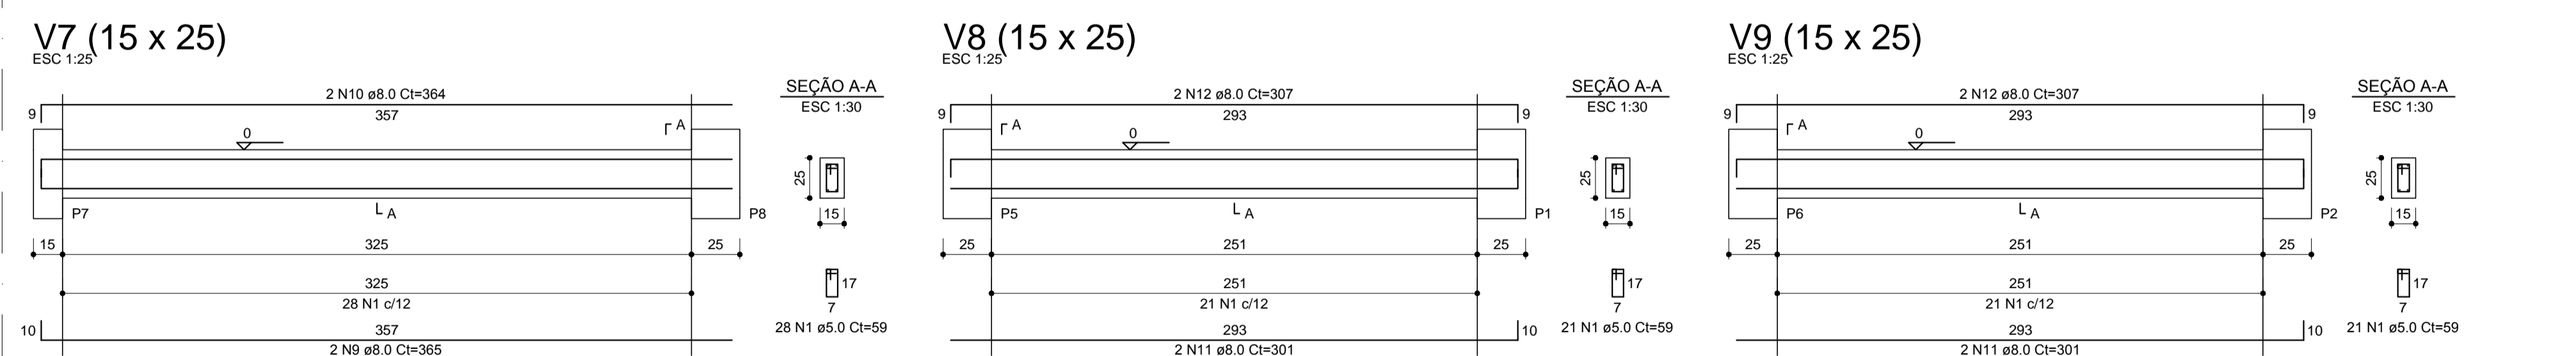 V7 (15 x 25)
ESC 1:25
2 N10 ø8.0 Ct=364
9
357
0
A
P7
A
P8
15
325
25
325
28 N1 c/12
10
357
2 N9 ø8.0 Ct=365
SEÇÃO A-A
ESC 1:30
25
15
17
7
28 N1 ø5.0 Ct=59
V8 (15 x 25)
ESC 1:25
2 N12 ø8.0 Ct=307
9
293
9
A
0
P5
A
P1
25
251
25
251
21 N1 c/12
293
10
2 N11 ø8.0 Ct=301
SEÇÃO A-A
ESC 1:30
25
15
17
7
21 N1 ø5.0 Ct=59
V9 (15 x 25)
ESC 1:25
2 N12 ø8.0 Ct=307
9
293
9
A
0
P6
A
P2
25
251
25
251
21 N1 c/12
293
10
2 N11 ø8.0 Ct=301
SEÇÃO A-A
ESC 1:30
25
15
17
7
21 N1 ø5.0 Ct=59